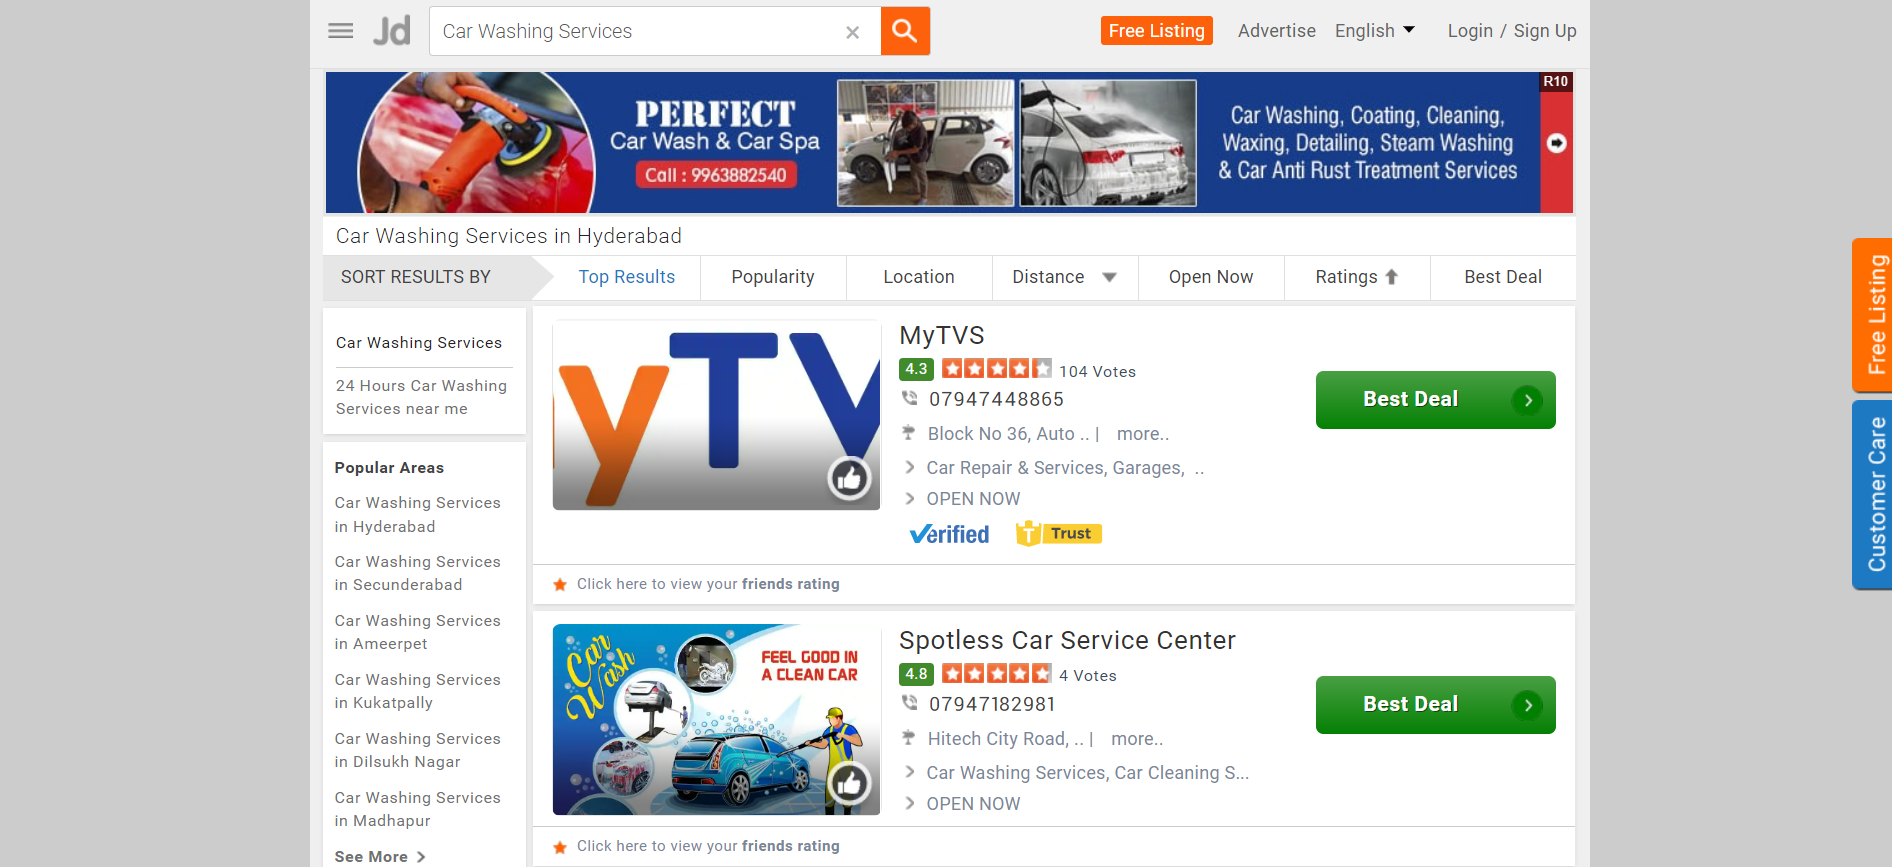 Jd
Car Washing Services
Free Listing
Advertise
English
Login / Sign Up
PERFECT
Car Wash & Car Spa
Call : 9963882540
Car Washing, Coating, Cleaning,
Waxing, Detailing, Steam Washing
& Car Anti Rust Treatment Services
R10
Car Washing Services in Hyderabad
SORT RESULTS BY
Top Results
Popularity
Location
Distance
Open Now
Ratings
Best Deal
Car Washing Services
24 Hours Car Washing
Services near me
Popular Areas
Car Washing Services
in Hyderabad
Car Washing Services
in Secunderabad
Car Washing Services
in Ameerpet
Car Washing Services
in Kukatpally
Car Washing Services
in Dilsukh Nagar
Car Washing Services
in Madhapur
See More
yTV
MyTVS
4.3
104 Votes
07947448865
Block No 36, Auto .. | more..
Car Repair & Services, Garages, ..
OPEN NOW
Verified
T Trust
Best Deal
Click here to view your friends rating
Car
Wash
FEEL GOOD IN
A CLEAN CAR
Spotless Car Service Center
4.8
4 Votes
07947182981
Hitech City Road, .. | more..
Car Washing Services, Car Cleaning S...
OPEN NOW
Best Deal
Click here to view your friends rating
Free Listing
Customer Care